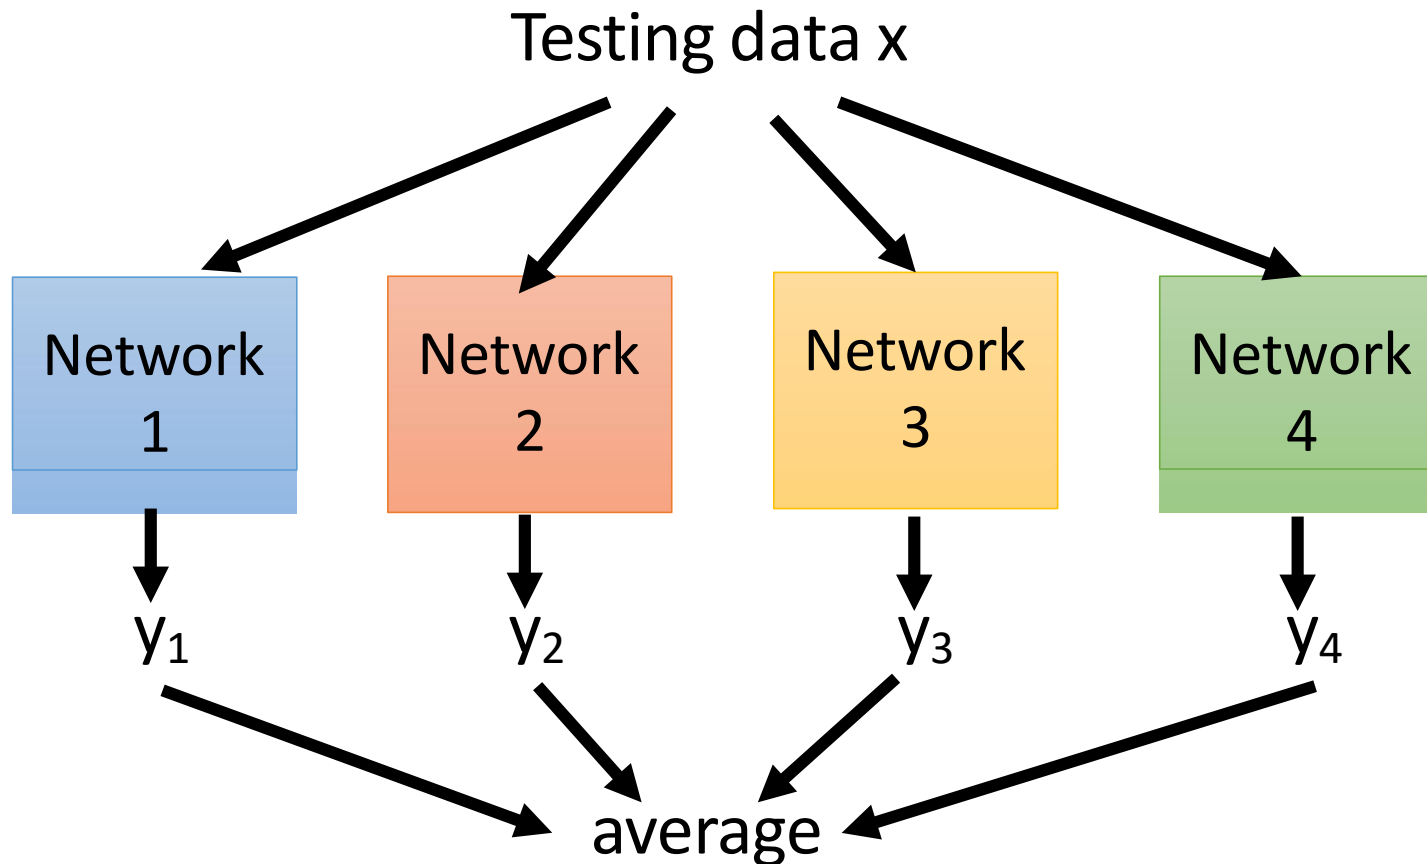 Testing data x
Network
1
Network
2
Network
3
Network
4
y₁
y₂
y₃
y₄
average